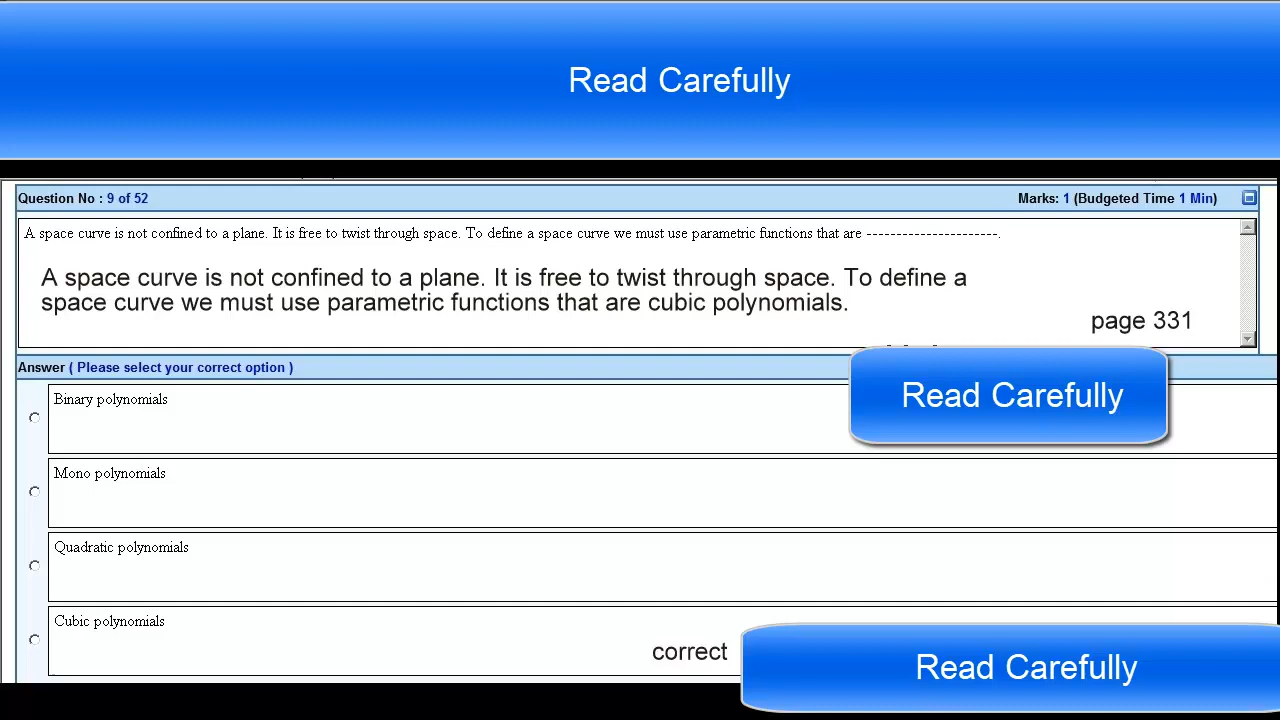 Read Carefully
Question No : 9 of 52
Marks: 1 (Budgeted Time 1 Min)
A space curve is not confined to a plane. It is free to twist through space. To define a space curve we must use parametric functions that are ----------------------.
A space curve is not confined to a plane. It is free to twist through space. To define a
space curve we must use parametric functions that are cubic polynomials.
page 331
Answer ( Please select your correct option )
Read Carefully
Binary polynomials
Mono polynomials
Quadratic polynomials
Cubic polynomials
correct
Read Carefully